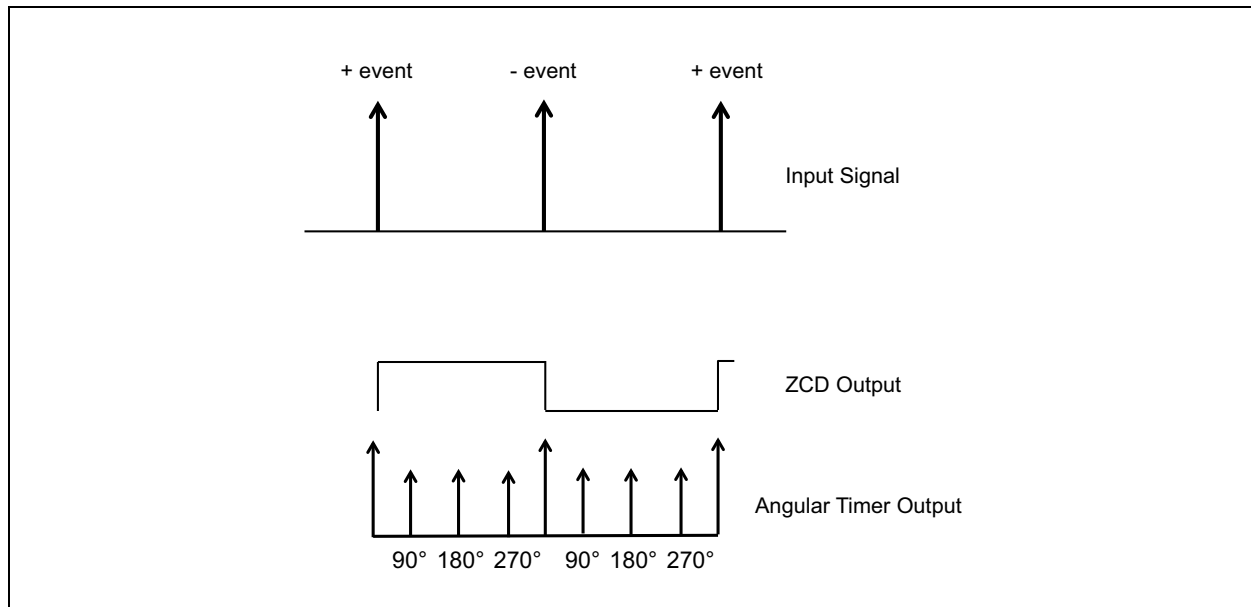 + event - event + event
Input Signal
ZCD Output
Angular Timer Output
90° 180° 270° 90° 180° 270°